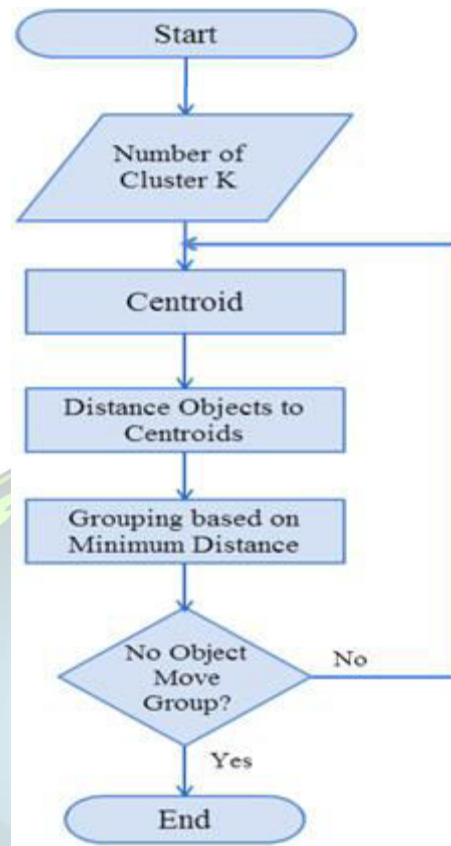 Start
Number of
Cluster K
Centroid
Distance Objects to
Centroids
Grouping based on
Minimum Distance
No Object
Move
Group?
No
Yes
End